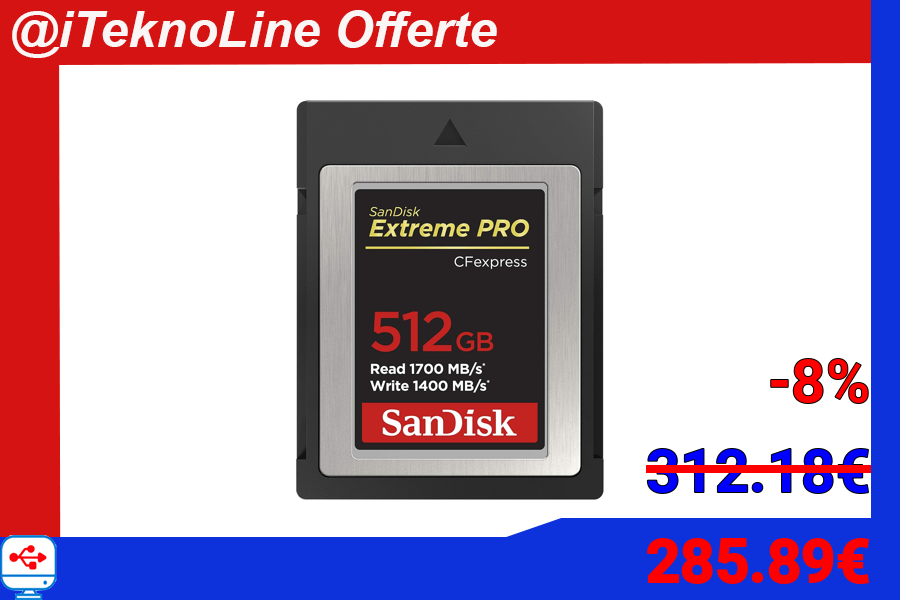 @iTeknoLine Offerte
SanDisk
Extreme PRO
CFexpress
512GB
Read 1700 MB/s*
Write 1400 MB/s*
SanDisk
-8%
312.18€
285.89€